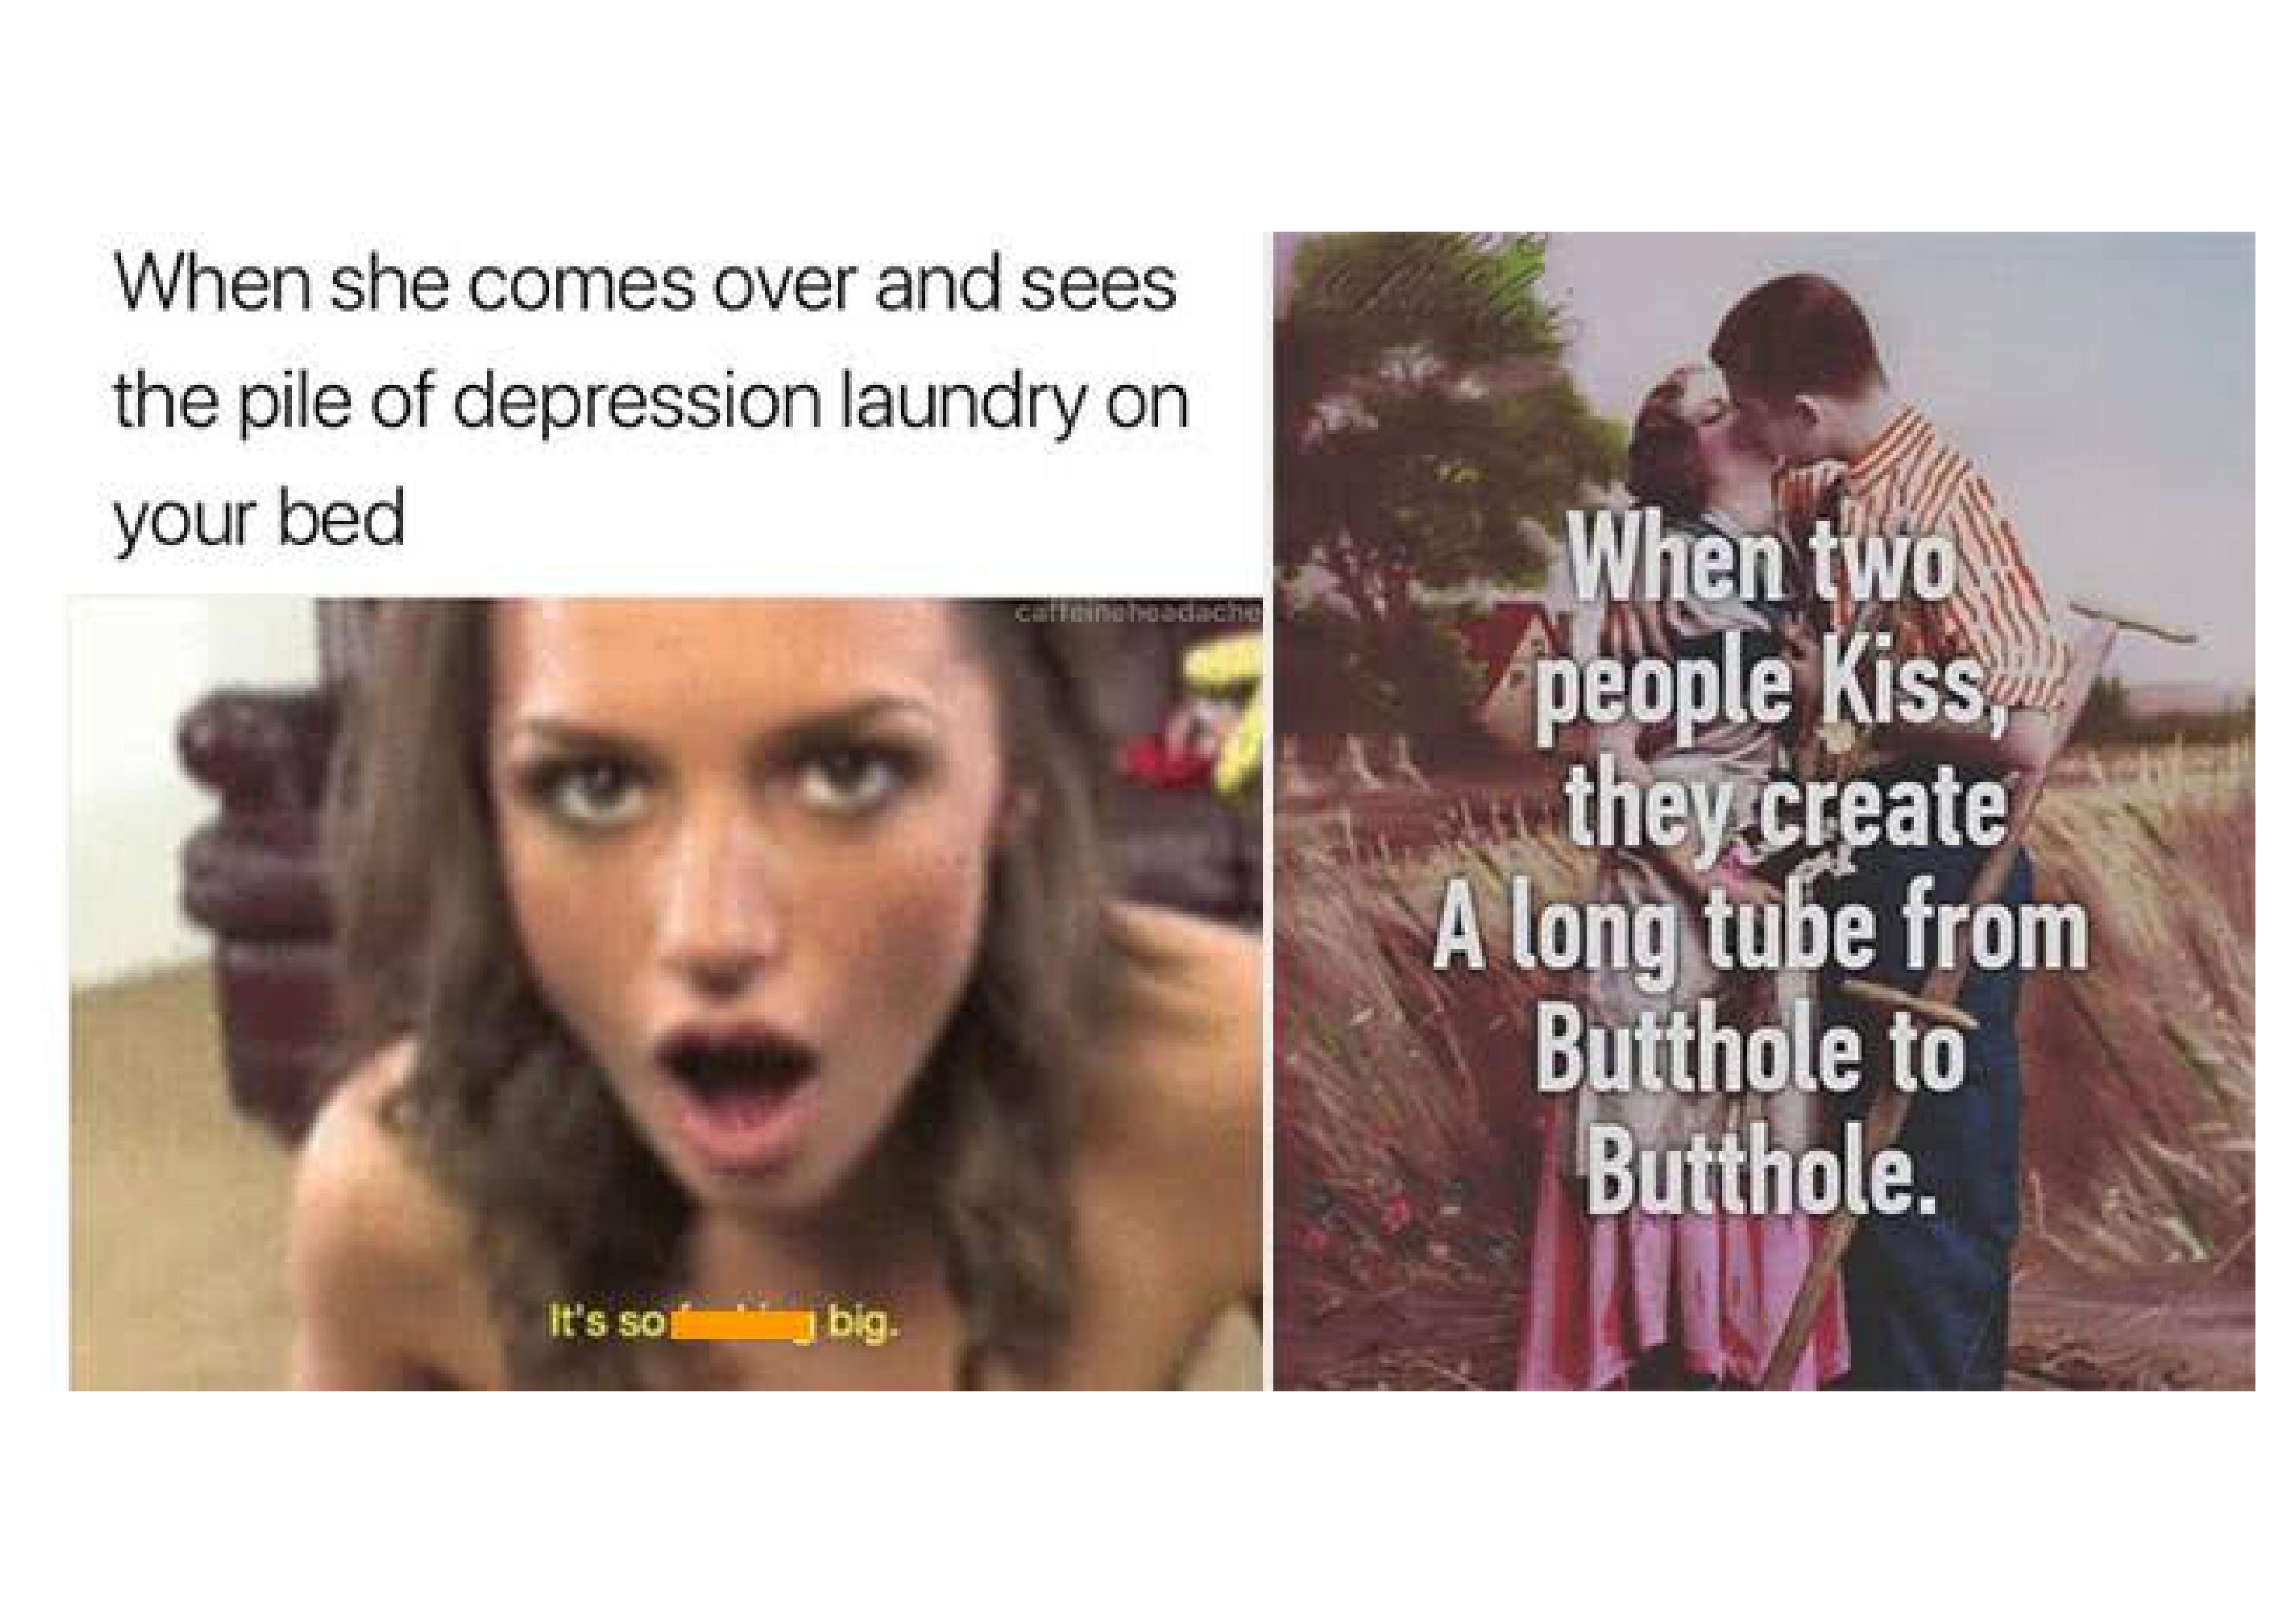 When she comes over and sees
the pile of depression laundry on
your bed
caffeineheadache
It's so big.
When two
people Kiss,
they create
A long tube from
Butthole to
Butthole.